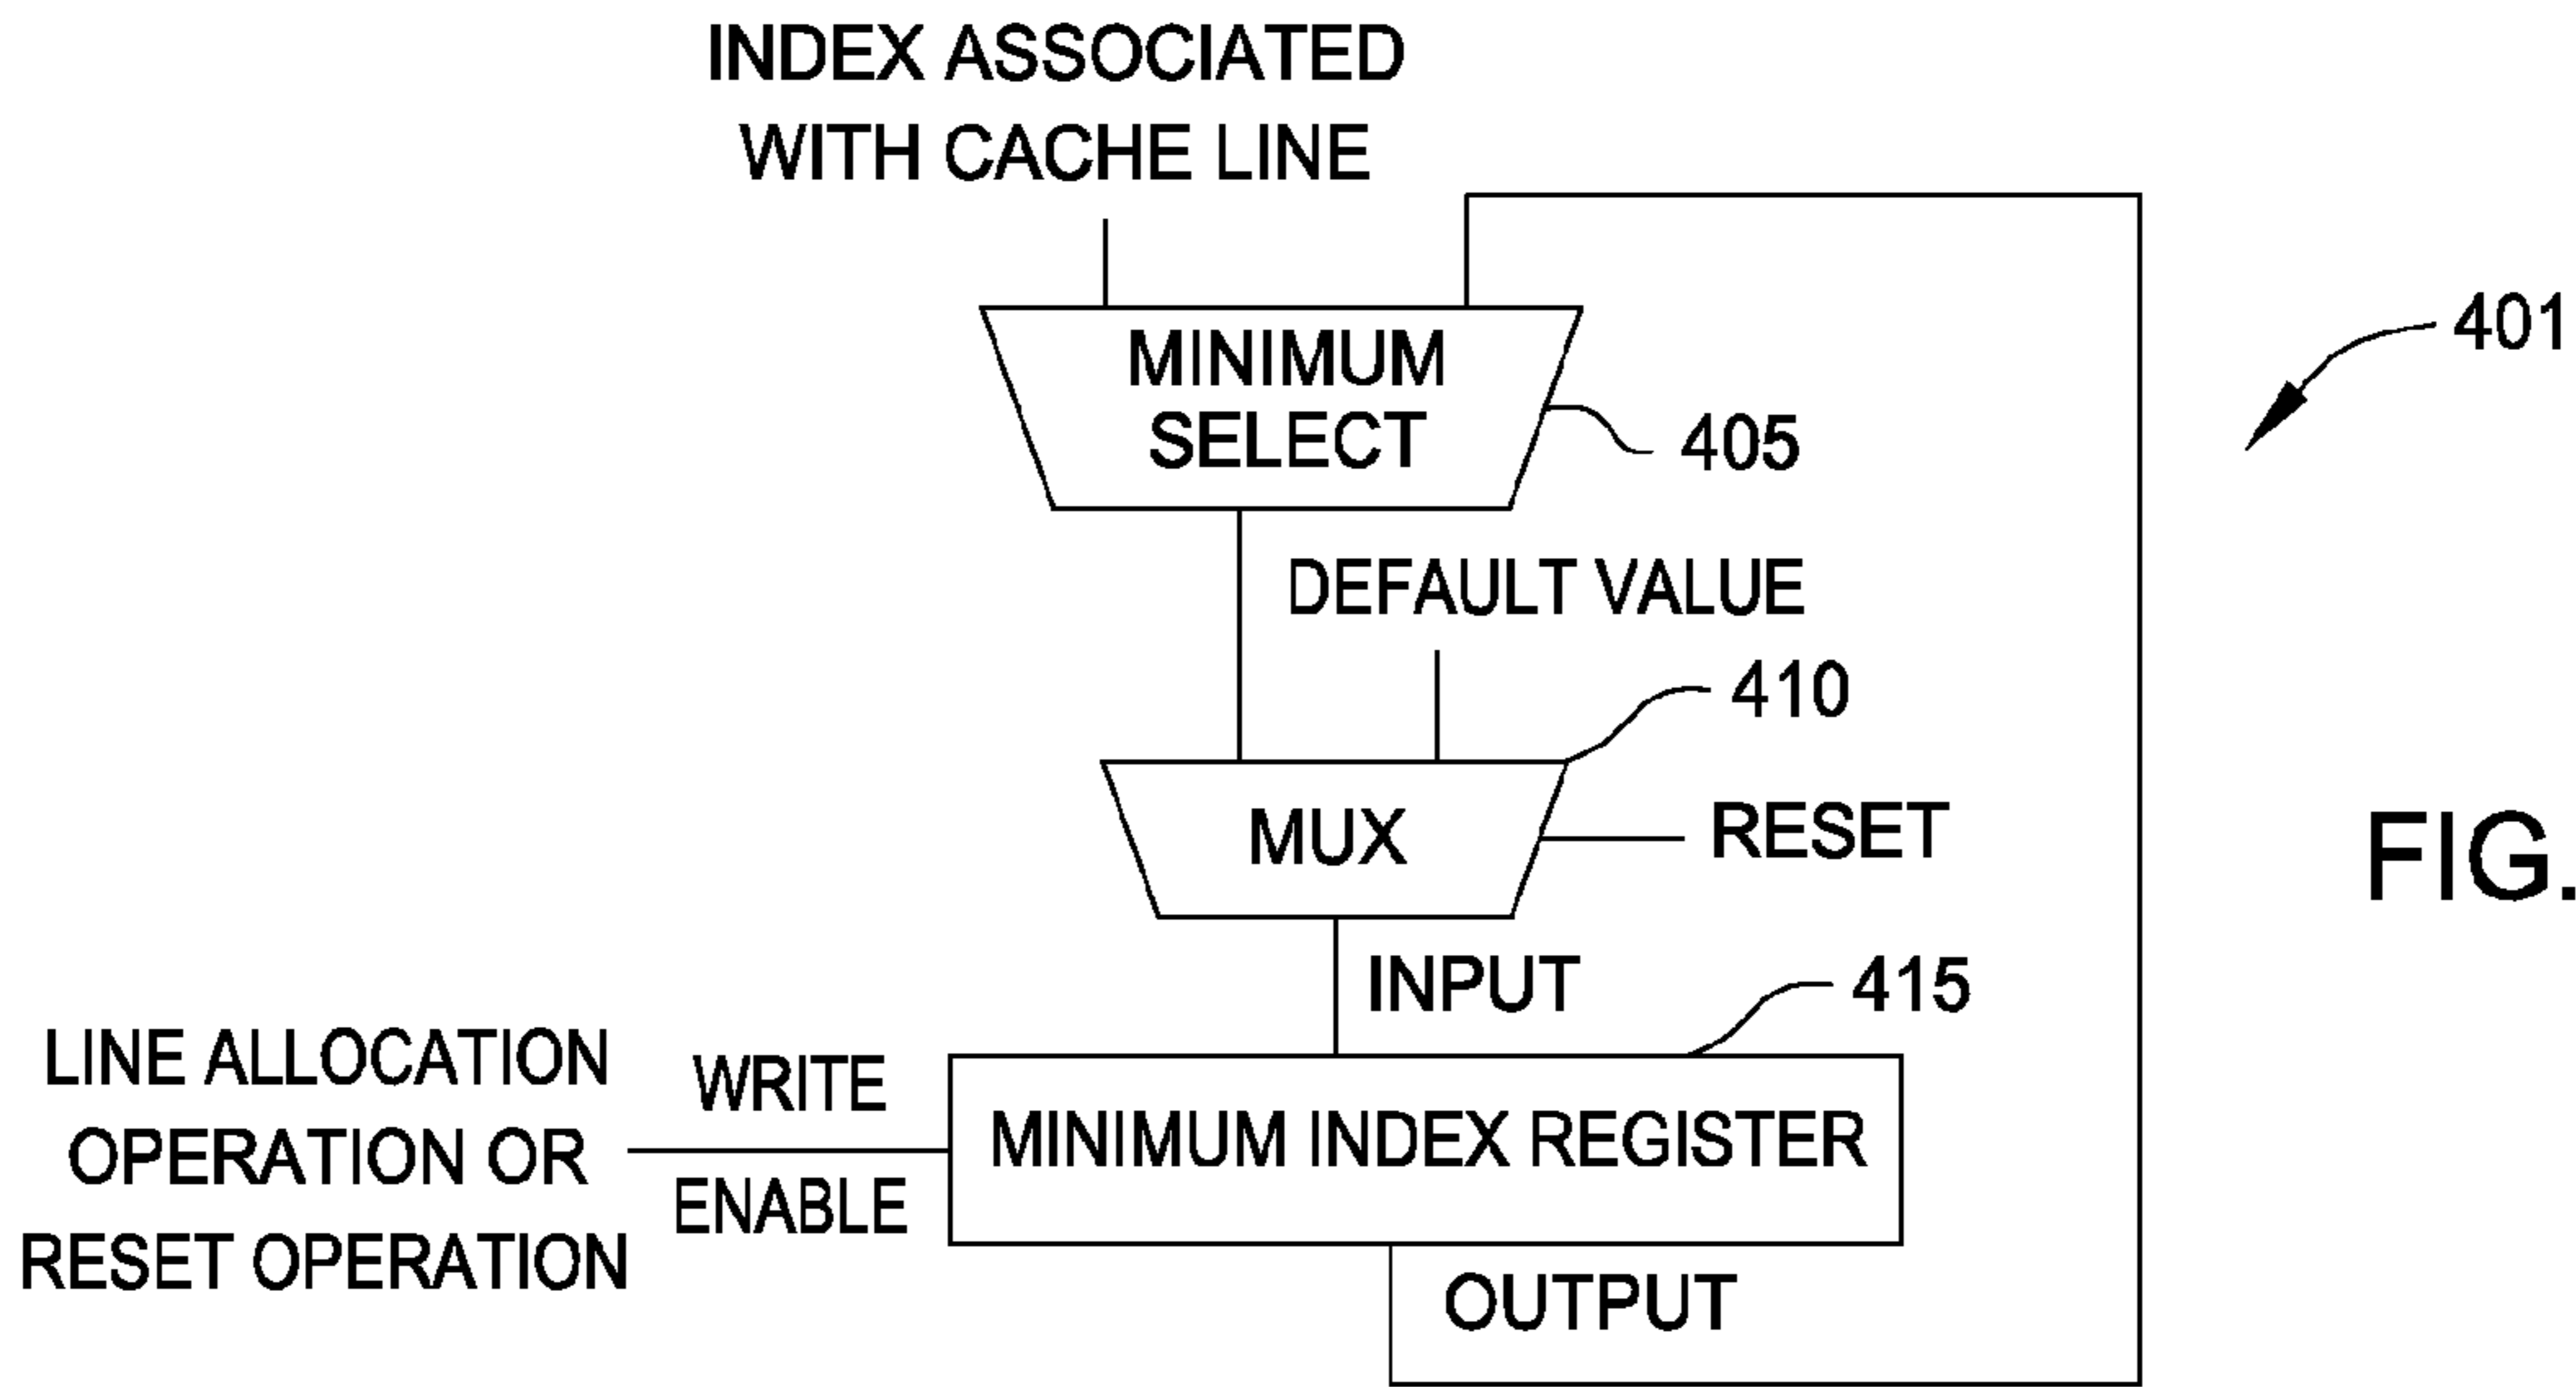 INDEX ASSOCIATED
WITH CACHE LINE
401
MINIMUM
SELECT
405
DEFAULT VALUE
410
MUX
RESET
FIG.
INPUT
415
LINE ALLOCATION
OPERATION OR
RESET OPERATION
WRITE
ENABLE
MINIMUM INDEX REGISTER
OUTPUT